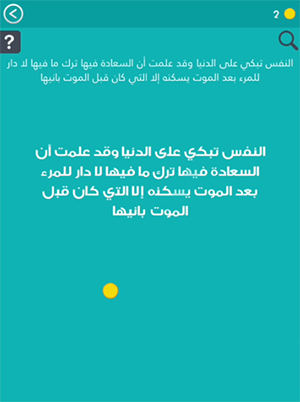 2
?
النفس تبكي على الدنيا وقد علمت أن السعادة فيها ترك ما فيها لا دار
للمرء بعد الموت يسكنه إلا التي كان قبل الموت بانيها
النفس تبكي على الدنيا وقد علمت أن
السعادة فيها ترك ما فيها لا دار للمرء
بعد الموت يسكنه إلا التي كان قبل
الموت بانيها